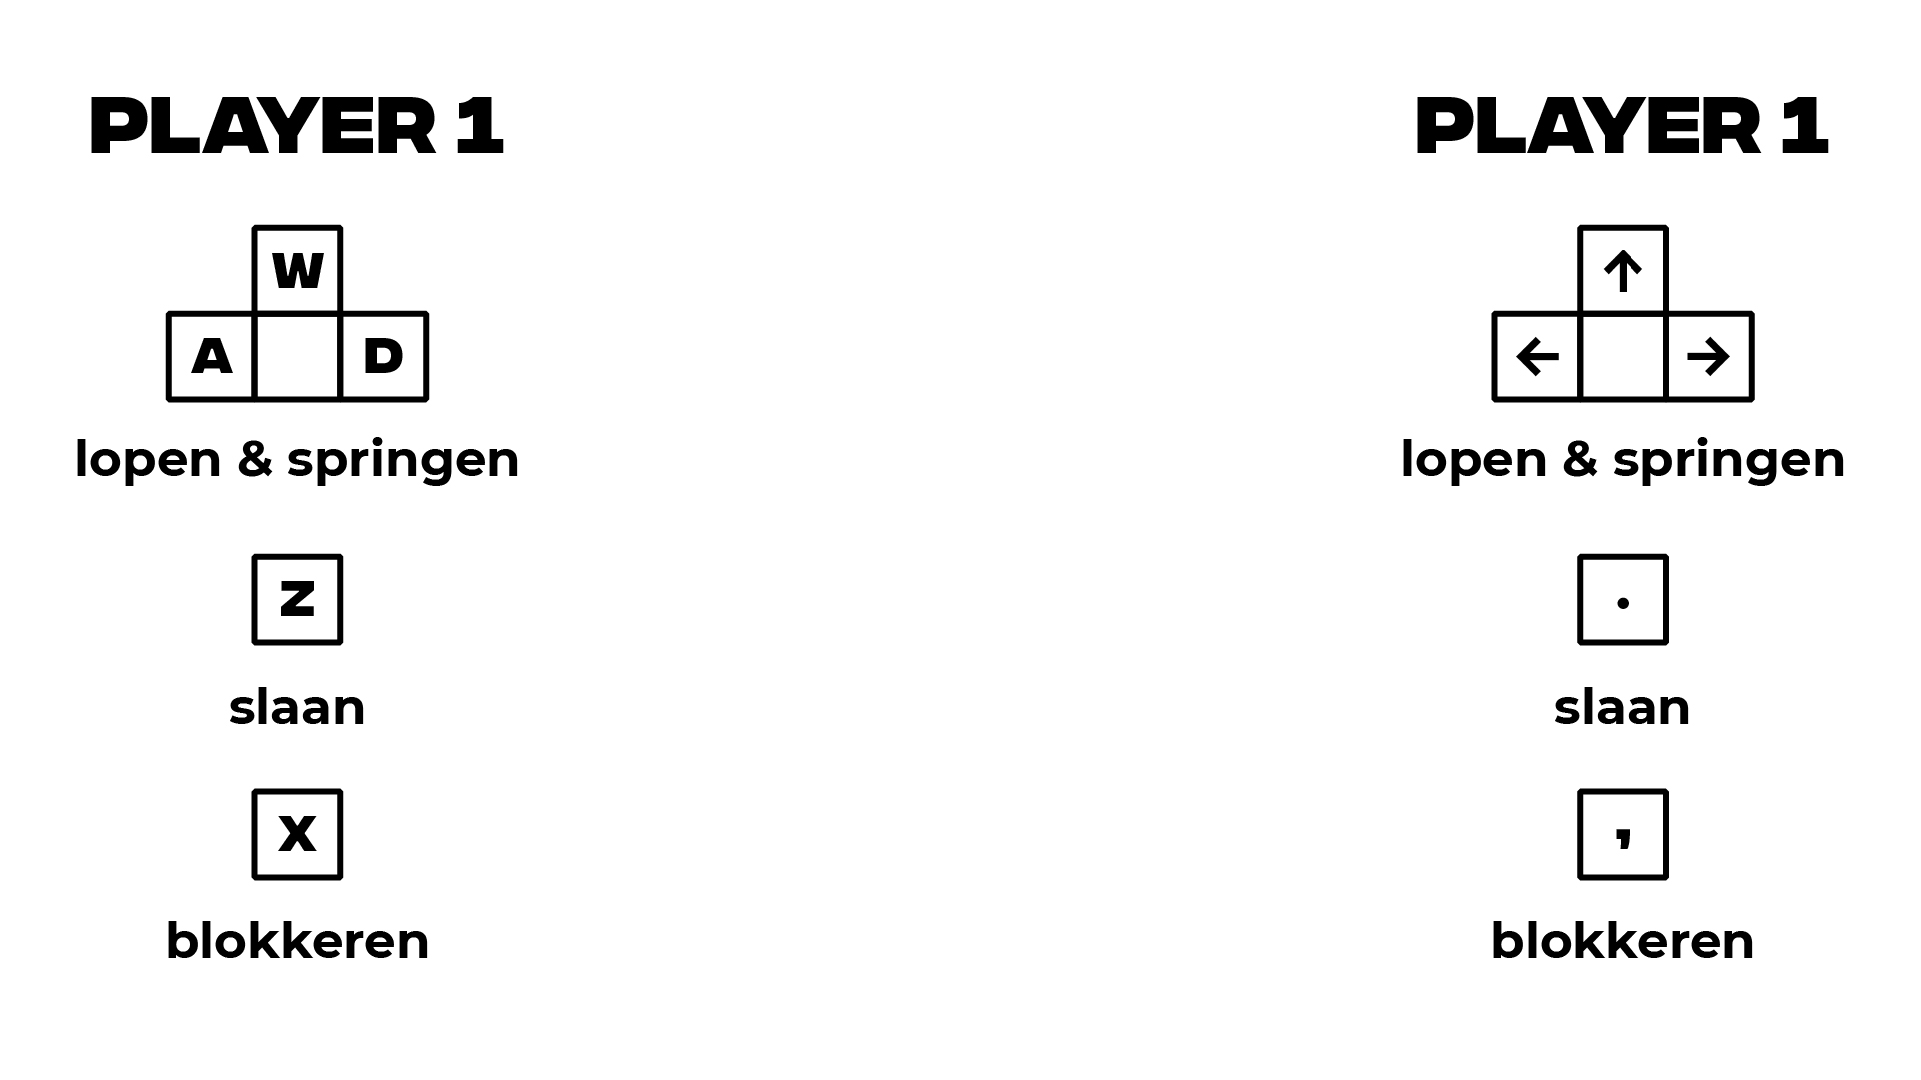 PLAYER 1
W
A D
lopen & springen
Z
slaan
X
blokkeren
PLAYER 1
↑
← →
lopen & springen
.
slaan
,
blokkeren